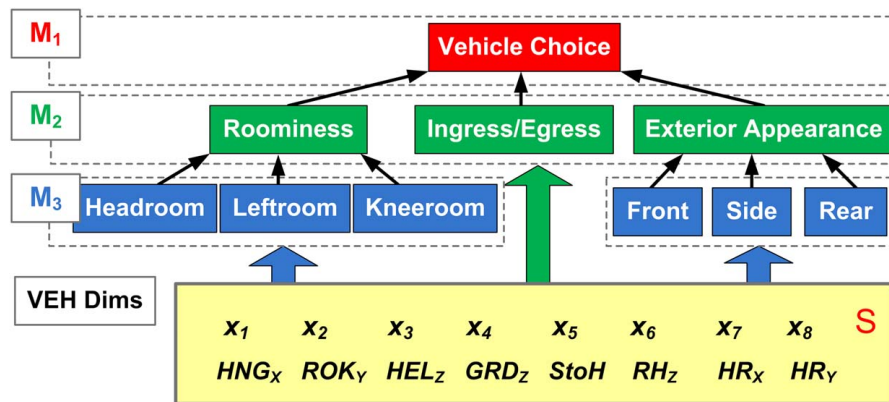 M1
Vehicle Choice
M2
Roominess
Ingress/Egress
Exterior Appearance
M3
Headroom
Leftroom
Kneeroom
Front
Side
Rear
VEH Dims
x1 x2 x3 x4 x5 x6 x7 x8 S
HNGX ROKY HELZ GRDZ StoH RHZ HRX HRY